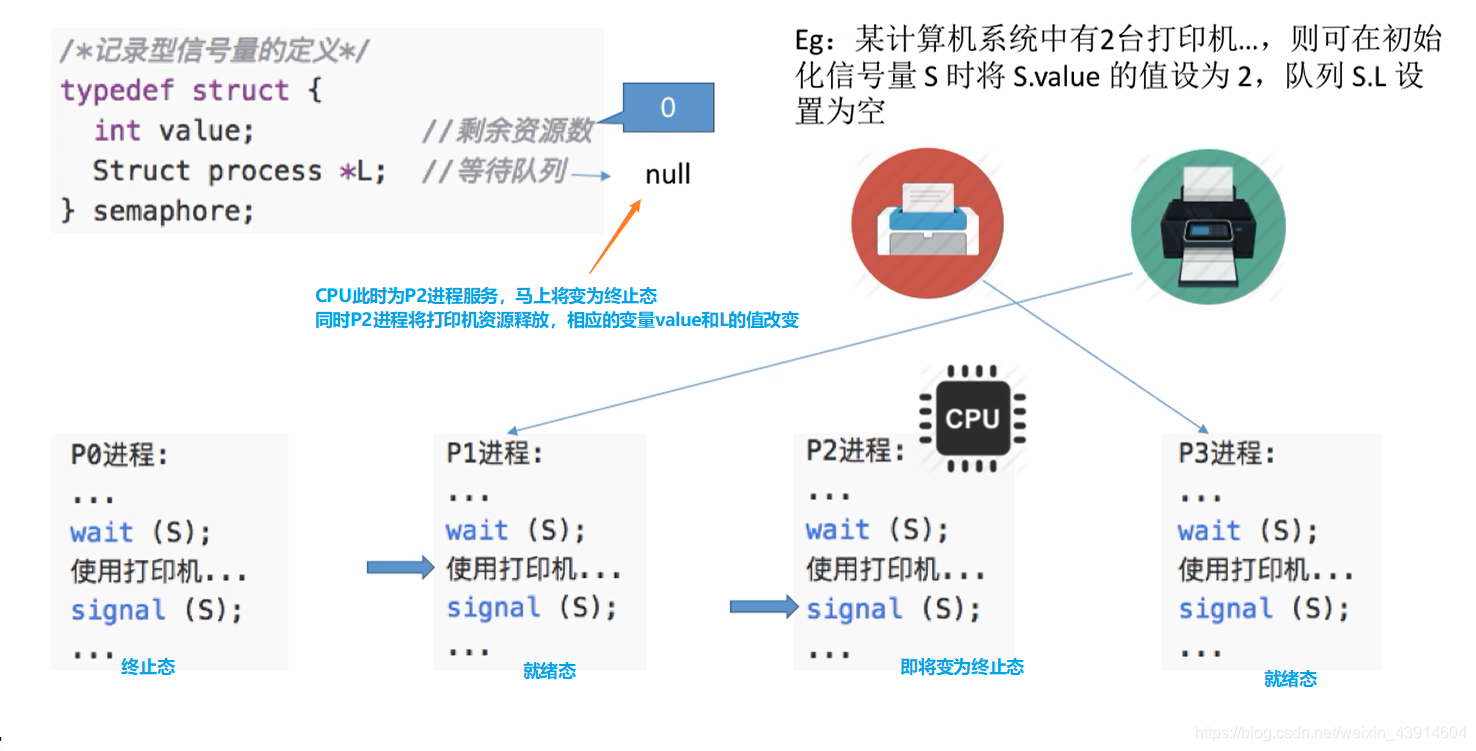 /*记录型信号量的定义*/
typedef struct {
int value; //剩余资源数
Struct process *L; //等待队列
} semaphore;
0
null
Eg：某计算机系统中有2台打印机...，则可在初始
化信号量 S 时将 S.value 的值设为 2，队列 S.L 设
置为空
CPU此时为P2进程服务，马上将变为终止态
同时P2进程将打印机资源释放，相应的变量value和L的值改变
CPU
P0进程:
...
wait (S);
使用打印机...
signal (S);
...
终止态
P1进程:
...
wait (S);
使用打印机...
signal (S);
...
就绪态
P2进程:
...
wait (S);
使用打印机...
signal (S);
...
即将变为终止态
P3进程:
...
wait (S);
使用打印机...
signal (S);
...
就绪态
https://blog.csdn.net/weixin_43914604